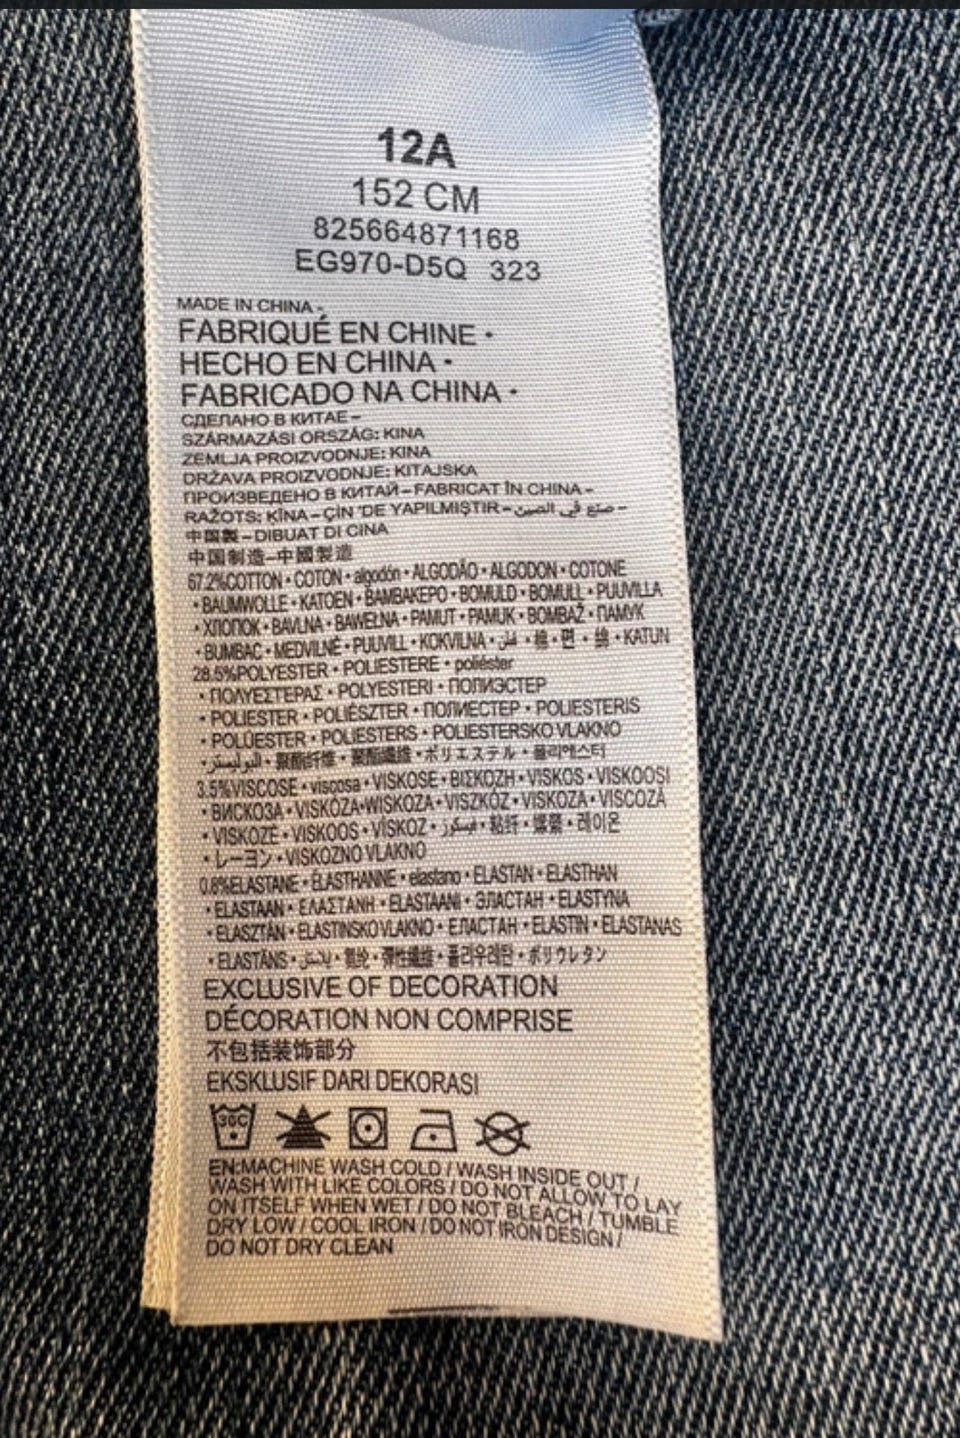 12A
152 CM
825664871168
EG970-D5Q 323
MADE IN CHINA -
FABRIQUÉ EN CHINE •
HECHO EN CHINA •
FABRICADO NA CHINA •
СДЕЛАНО В КИТАЕ –
SZÁRMAZÁSI ORSZÁG: KINA
ZEMLJA PROIZVODNJE: KINA
DRŽAVA PROIZVODNJE: KITAJSKA
ПРОИЗВЕДЕНО В КИТАЙ – FABRICAT ÎN CHINA –
RAŽOTS: ĶĪNA – ÇİN 'DE YAPILMIŞTIR – صنع في الصين –
中国製 – DIBUAT DI CINA
中国制造–中國製造
67.2%COTTON • COTON • algodón • ALGODÃO • ALGODON • COTONE
• BAUMWOLLE • KATOEN • BAMBAKEPO • BOMULD • BOMULL • PUUVILLA
• ХЛОПОК • BAVLNA • BAWEŁNA • PAMUT • PAMUK • BOMBAŽ • ПАМУК
• BUMBAC • MEDVILNĖ • PUUVILL • KOKVILNA • قطن • 棉 • 면 • 綿 • KATUN
28.5%POLYESTER • POLIESTERE • poliéster
• ΠΟΛΥΕΣΤΕΡΑΣ • POLYESTERI • ПОЛИЭСТЕР
• POLIESTER • POLIÉSZTER • ПОЛИЕСТЕР • POLIESTERIS
• POLÜESTER • POLIESTERS • POLIESTERSKO VLAKNO
• البوليستر • 聚酯纤维 • 聚酯纖維 • ポリエステル • 폴리에스터
3.5%VISCOSE • viscosa • VISKOSE • ΒΙΣΚΟΖΗ • VISKOS • VISKOOSI
• ВИСКОЗА • VISKÓZA•WISKOZA • VISZKÓZ • VISKOZA • VISCOZĂ
• VISKOZĖ • VISKOOS • VĪSKOZ • فيسكوز • 粘纤 • 嫘縈 • 레이온
• レーヨン • VISKOZNO VLAKNO
0.8%ELASTANE • ÉLASTHANNE • elastano • ELASTAN • ELASTHAN
• ELASTAAN • ΕΛΑΣΤΑΝΗ • ELASTAANI • ЭЛАСТАН • ELASTYNA
• ELASZTÁN • ELASTINSKO VLAKNO • ЕЛАСТАН • ELASTIN • ELASTANAS
• ELASTĀNS • 氨纶 • 彈性纖維 • 폴리우레탄 • ポリウレタン
EXCLUSIVE OF DECORATION
DÉCORATION NON COMPRISE
不包括装饰部分
EKSKLUSIF DARI DEKORASI
30C
EN:MACHINE WASH COLD / WASH INSIDE OUT /
WASH WITH LIKE COLORS / DO NOT ALLOW TO LAY
ON ITSELF WHEN WET / DO NOT BLEACH / TUMBLE
DRY LOW / COOL IRON / DO NOT IRON DESIGN /
DO NOT DRY CLEAN